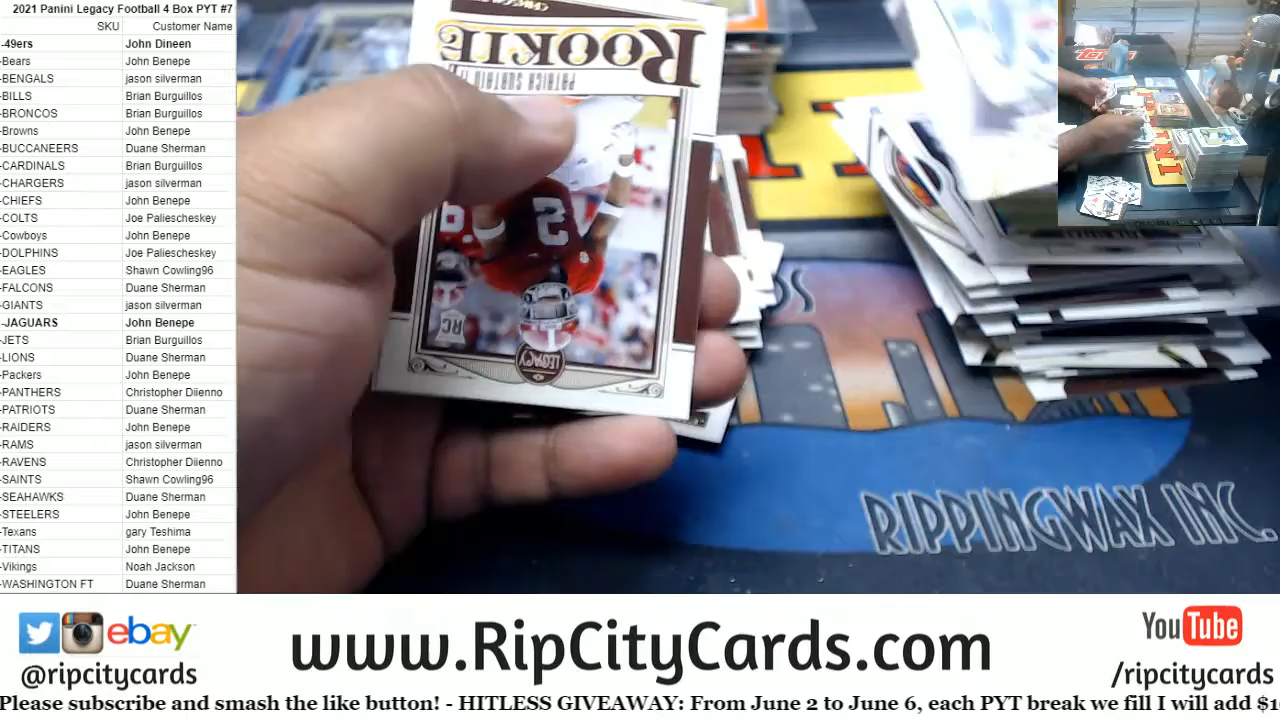 2021 Panini Legacy Football 4 Box PYT #7
SKU Customer Name
-49ers John Dineen
-Bears John Benepe
-BENGALS jason silverman
-BILLS Brian Burguillos
-BRONCOS Brian Burguillos
-Browns John Benepe
-BUCCANEERS Duane Sherman
-CARDINALS Brian Burguillos
-CHARGERS jason silverman
-CHIEFS John Benepe
-COLTS Joe Paliescheskey
-Cowboys John Benepe
-DOLPHINS Joe Paliescheskey
-EAGLES Shawn Cowling96
-FALCONS Duane Sherman
-GIANTS jason silverman
-JAGUARS John Benepe
-JETS Brian Burguillos
-LIONS Duane Sherman
-Packers John Benepe
-PANTHERS Christopher Diienno
-PATRIOTS Duane Sherman
-RAIDERS John Benepe
-RAMS jason silverman
-RAVENS Christopher Diienno
-SAINTS Shawn Cowling96
-SEAHAWKS Duane Sherman
-STEELERS John Benepe
-Texans gary Teshima
-TITANS John Benepe
-Vikings Noah Jackson
-WASHINGTON FT Duane Sherman
ROOKIE
PATRICK SURTAIN II
RC
LEGACY
RIPPINGWAX INC.
ebay
@ripcitycards
www.RipCityCards.com
YouTube
/ripcitycards
Please subscribe and smash the like button! - HITLESS GIVEAWAY: From June 2 to June 6, each PYT break we fill I will add $1